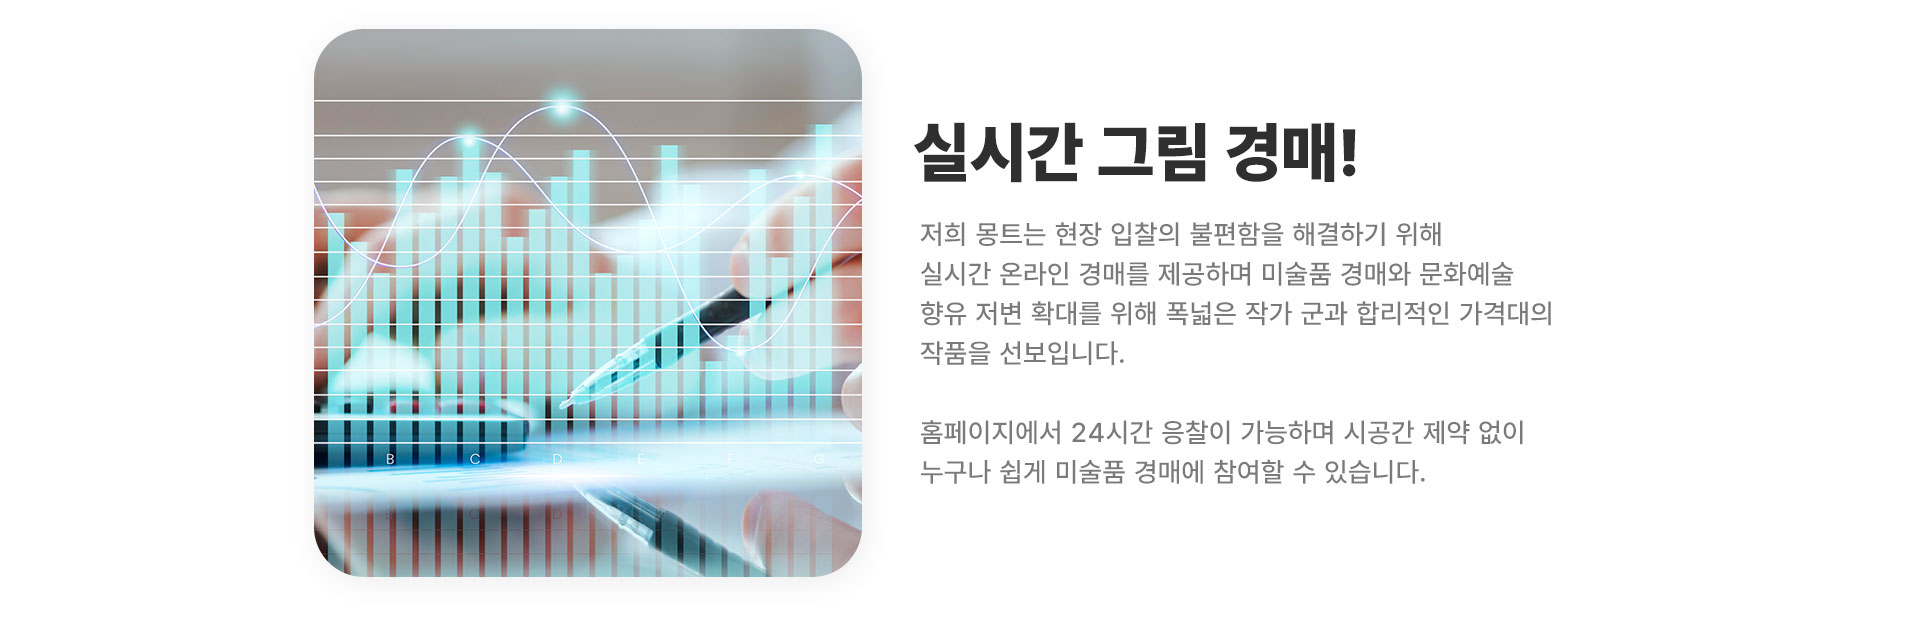 실시간 그림 경매!
저희 몽트는 현장 입찰의 불편함을 해결하기 위해
실시간 온라인 경매를 제공하며 미술품 경매와 문화예술
향유 저변 확대를 위해 폭넓은 작가 군과 합리적인 가격대의
작품을 선보입니다.
홈페이지에서 24시간 응찰이 가능하며 시공간 제약 없이
누구나 쉽게 미술품 경매에 참여할 수 있습니다.
B C D E F G